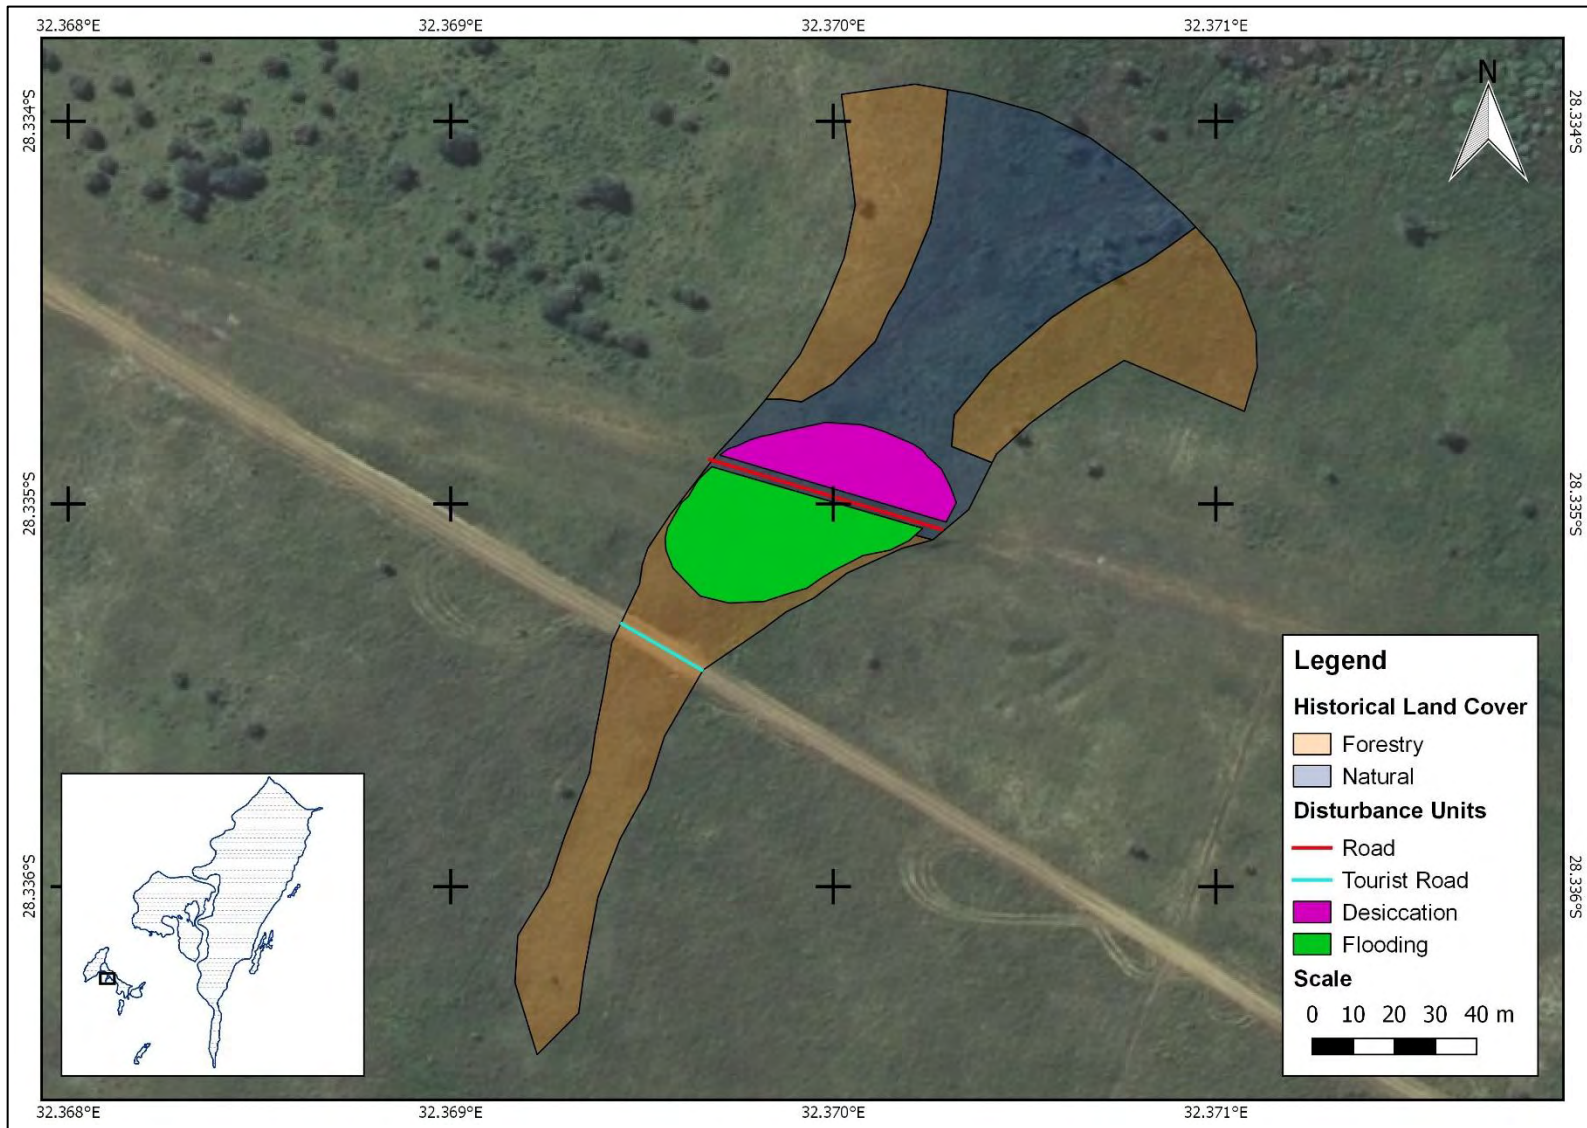 32.368°E 32.369°E 32.370°E 32.371°E
28.334°S 28.334°S
N
28.335°S 28.335°S
28.336°S 28.336°S
Legend
Historical Land Cover
Forestry
Natural
Disturbance Units
Road
Tourist Road
Desiccation
Flooding
Scale
0 10 20 30 40 m
32.368°E 32.369°E 32.370°E 32.371°E